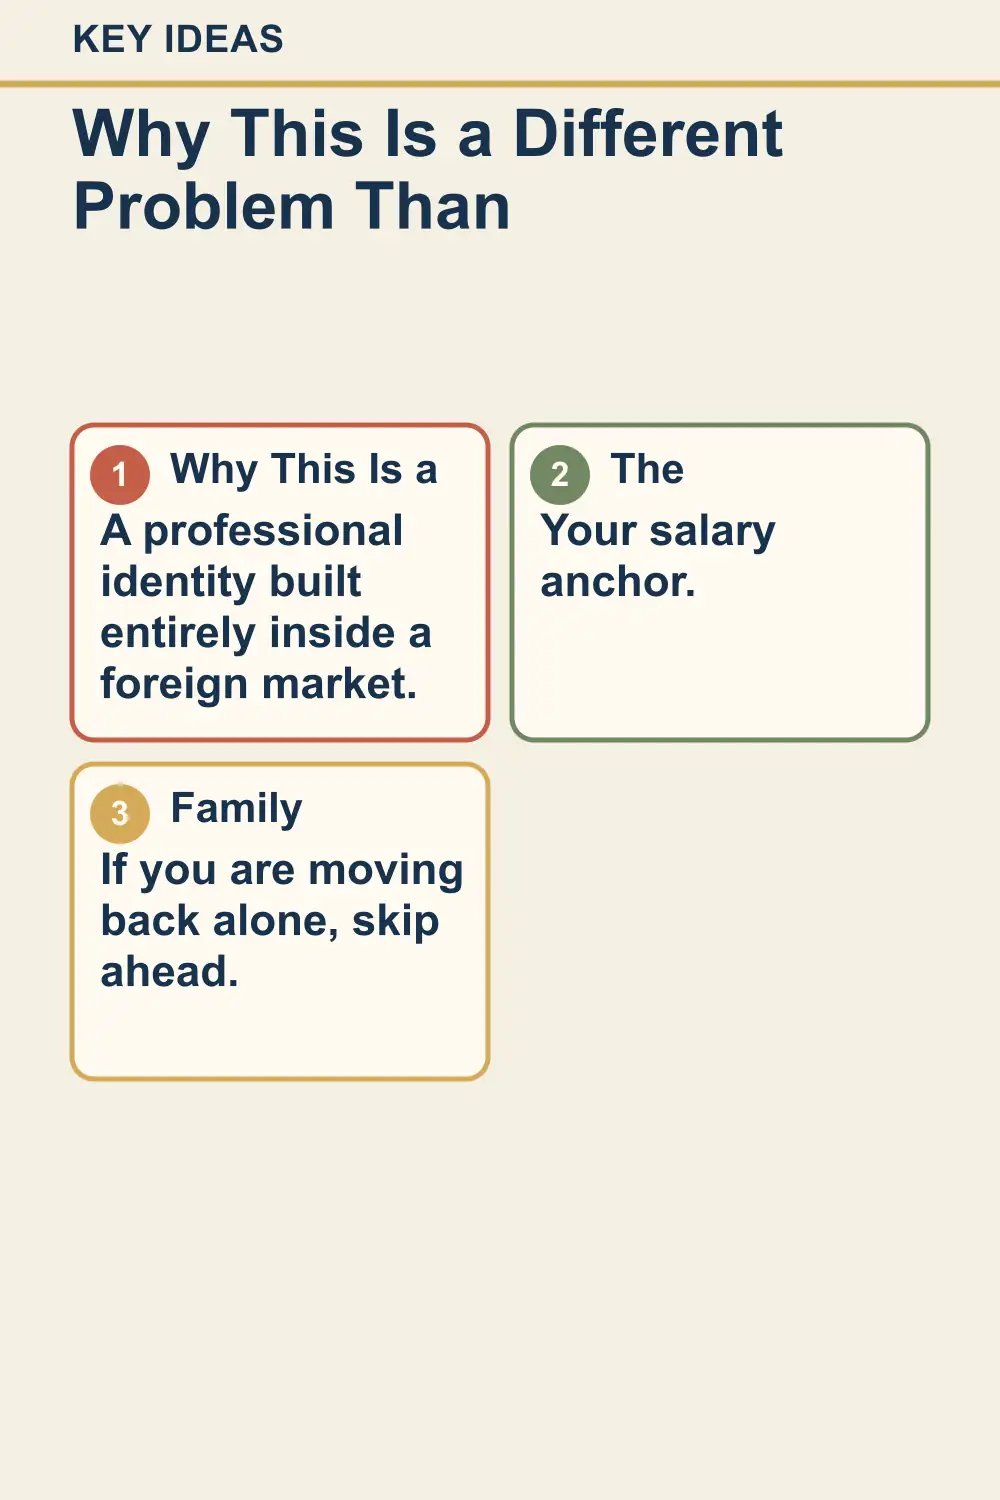 KEY IDEAS
Why This Is a Different
Problem Than
1 Why This Is a
A professional
identity built
entirely inside a
foreign market.
2 The
Your salary
anchor.
3 Family
If you are moving
back alone, skip
ahead.